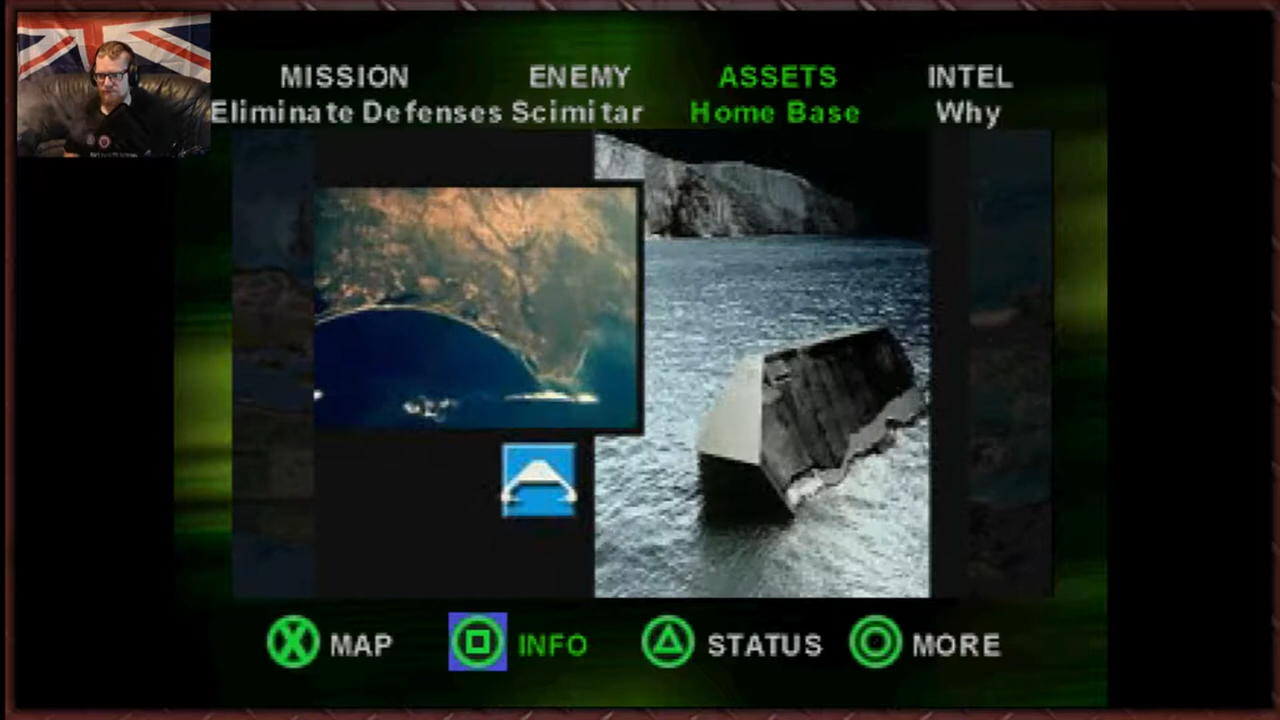 MISSION ENEMY ASSETS INTEL
Eliminate Defenses Scimitar Home Base Why
MAP INFO STATUS MORE